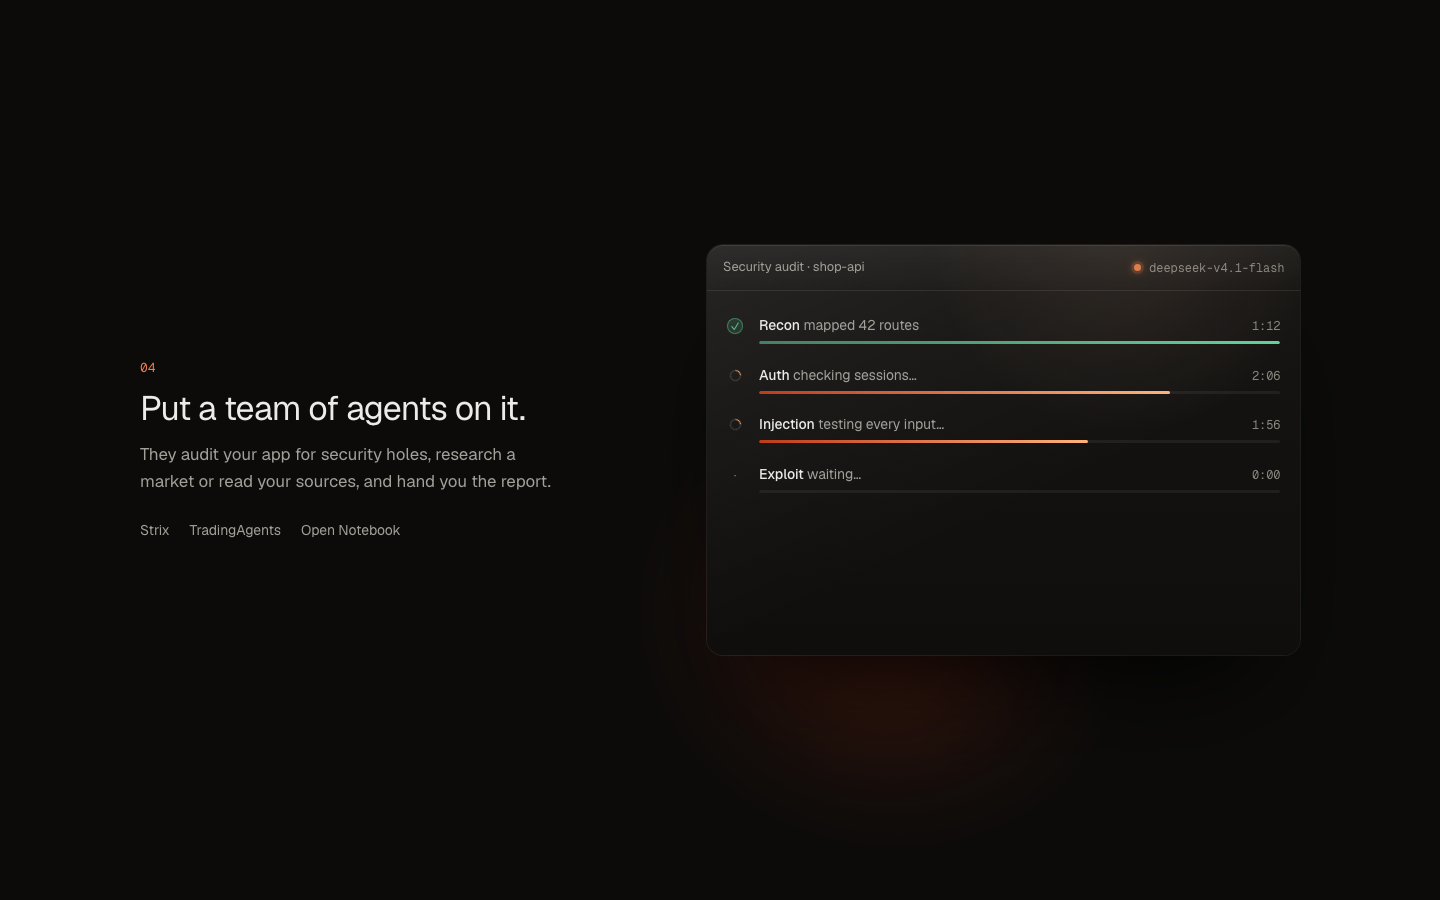 04
Put a team of agents on it.
They audit your app for security holes, research a
market or read your sources, and hand you the report.
Strix TradingAgents Open Notebook
Security audit · shop-api deepseek-v4.1-flash
Recon mapped 42 routes 1:12
Auth checking sessions… 2:06
Injection testing every input… 1:56
Exploit waiting… 0:00